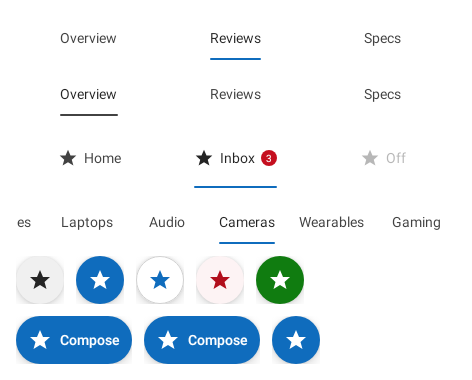 Overview Reviews Specs
Overview Reviews Specs
Home Inbox 3 Off
es Laptops Audio Cameras Wearables Gaming
Compose Compose